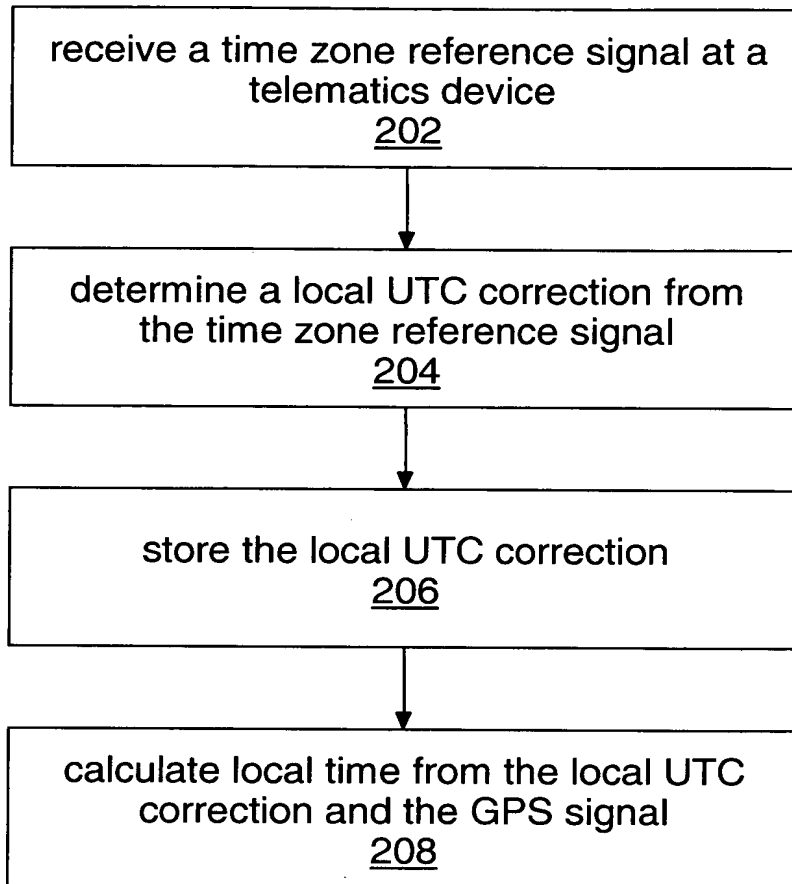 receive a time zone reference signal at a
telematics device
202
determine a local UTC correction from
the time zone reference signal
204
store the local UTC correction
206
calculate local time from the local UTC
correction and the GPS signal
208